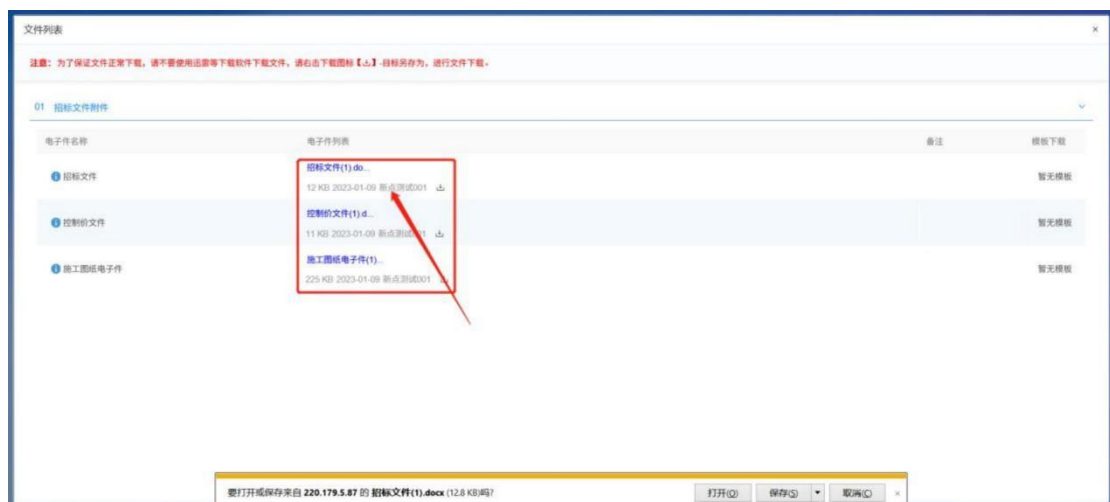 文件列表 ×
注意：为了保证文件正常下载，请不要使用迅雷等下载软件下载文件，请右击下载图标【】-目标另存为，进行文件下载。
01 招标文件附件
电子件名称 电子件列表 备注 模板下载
招标文件 招标文件(1).do... 暂无模板
12 KB 2023-01-09 新点测试001
控制价文件 控制价文件(1).d... 暂无模板
11 KB 2023-01-09 新点测试001
施工图纸电子件 施工图纸电子件(1)... 暂无模板
225 KB 2023-01-09 新点测试001
要打开或保存来自 220.179.5.87 的 招标文件(1).docx (12.8 KB)吗? 打开(O) 保存(S) 取消(C) ×